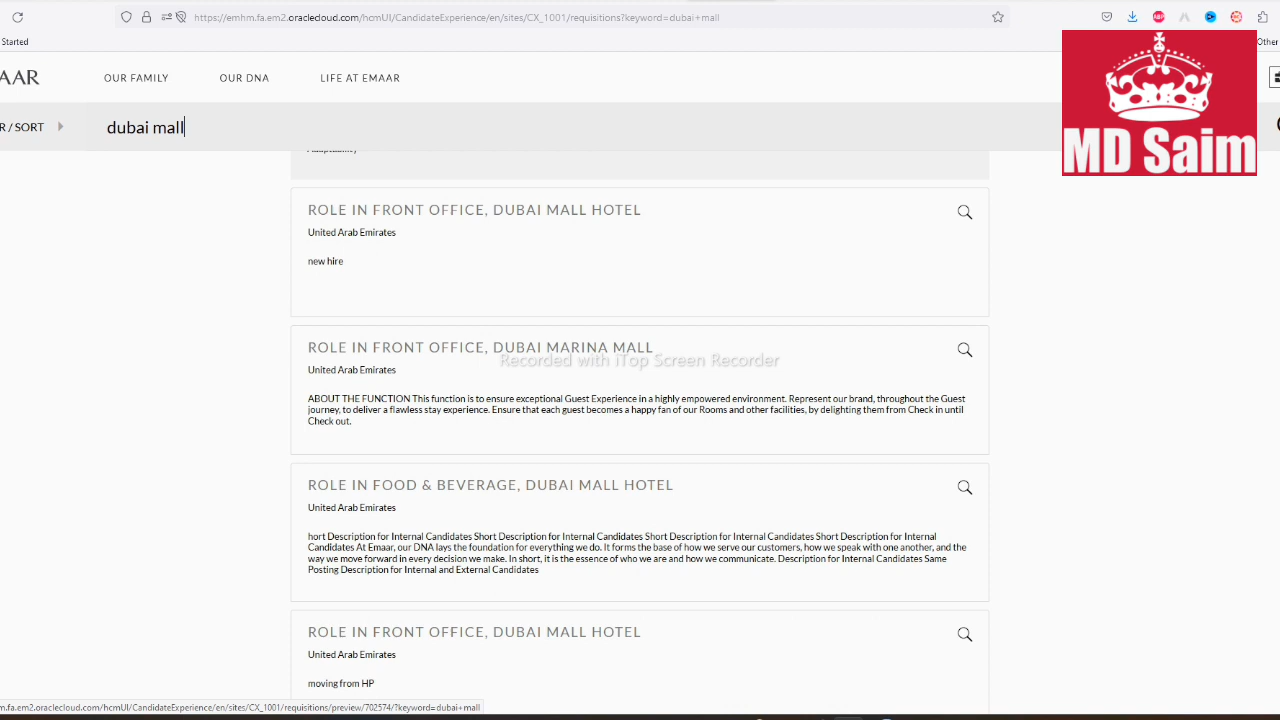 https://emhm.fa.em2.oraclecloud.com/hcmUI/CandidateExperience/en/sites/CX_1001/requisitions?keyword=dubai+mall
ABP
Started
Other
MAAR
OUR FAMILY
OUR DNA
LIFE AT EMAAR
R / SORT
dubai mall
MD Saim
Adaptability
ROLE IN FRONT OFFICE, DUBAI MALL HOTEL
United Arab Emirates
new hire
ROLE IN FRONT OFFICE, DUBAI MARINA MALL
Recorded with iTop Screen Recorder
United Arab Emirates
ABOUT THE FUNCTION This function is to ensure exceptional Guest Experience in a highly empowered environment. Represent our brand, throughout the Guest
journey, to deliver a flawless stay experience. Ensure that each guest becomes a happy fan of our Rooms and other facilities, by delighting them from Check in until
Check out.
ROLE IN FOOD & BEVERAGE, DUBAI MALL HOTEL
United Arab Emirates
hort Description for Internal Candidates Short Description for Internal Candidates Short Description for Internal Candidates Short Description for Internal
Candidates At Emaar, our DNA lays the foundation for everything we do. It forms the base of how we serve our customers, how we speak with one another, and the
way we move forward in every decision we make. In short, it is the essence of who we are and how we communicate. Description for Internal Candidates Same
Posting Description for Internal and External Candidates
ROLE IN FRONT OFFICE, DUBAI MALL HOTEL
United Arab Emirates
moving from HP
m.fa.em2.oraclecloud.com/hcmUI/CandidateExperience/en/sites/CX_1001/requisitions/preview/702574/?keyword=dubai+mall